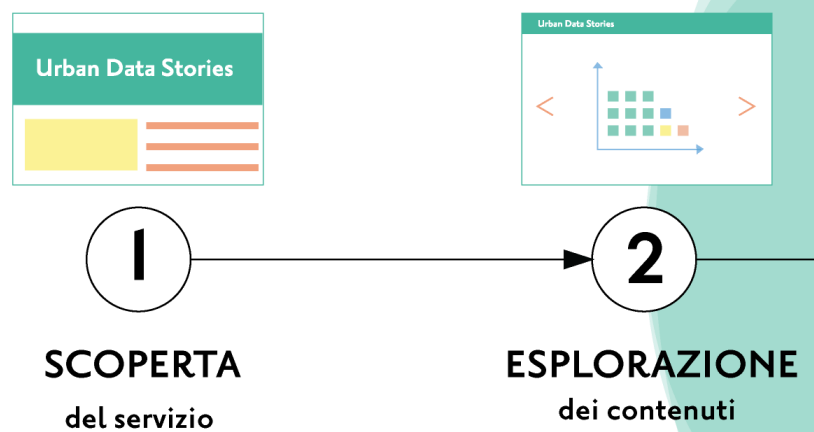 Urban Data Stories
Urban Data Stories
< >
1
2
SCOPERTA
del servizio
ESPLORAZIONE
dei contenuti